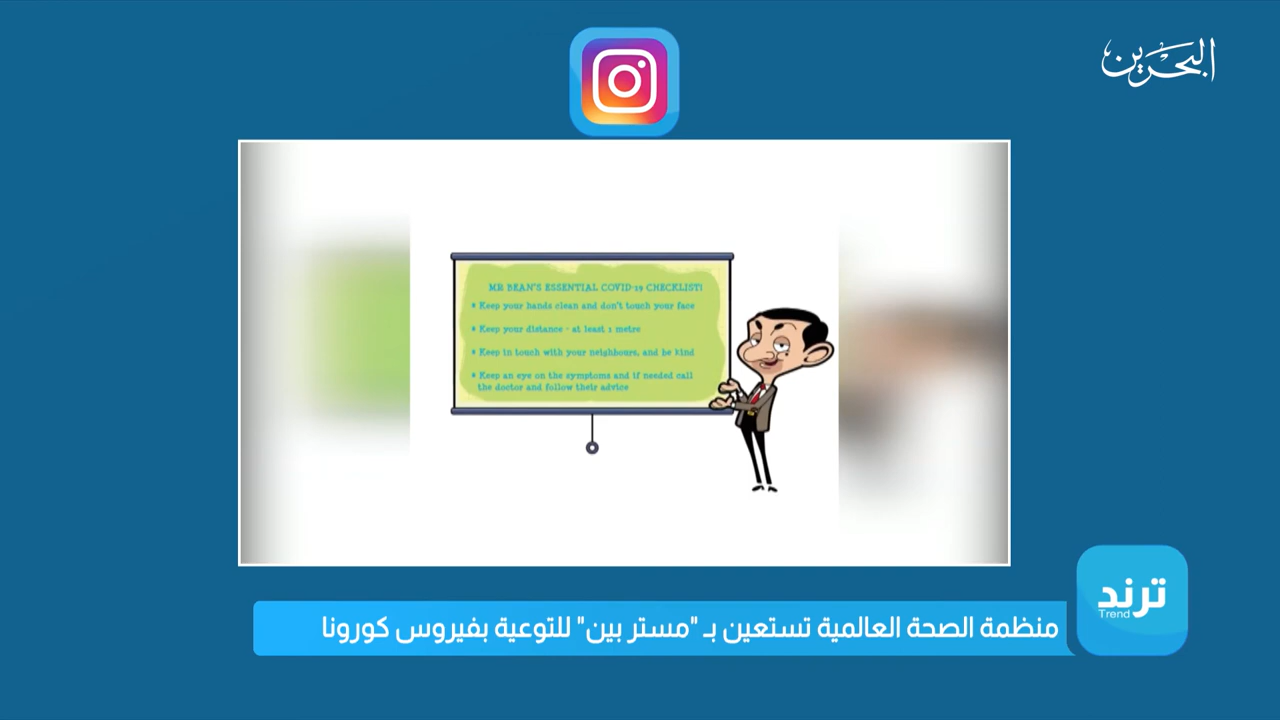 البحرين
MR BEAN'S ESSENTIAL COVID-19 CHECKLIST!
* Keep your hands clean and don't touch your face
* Keep your distance - at least 1 metre
* Keep in touch with your neighbours, and be kind
* Keep an eye on the symptoms and if needed call
the doctor and follow their advice
ترند
Trend
منظمة الصحة العالمية تستعين بـ "مستر بين" للتوعية بفيروس كورونا